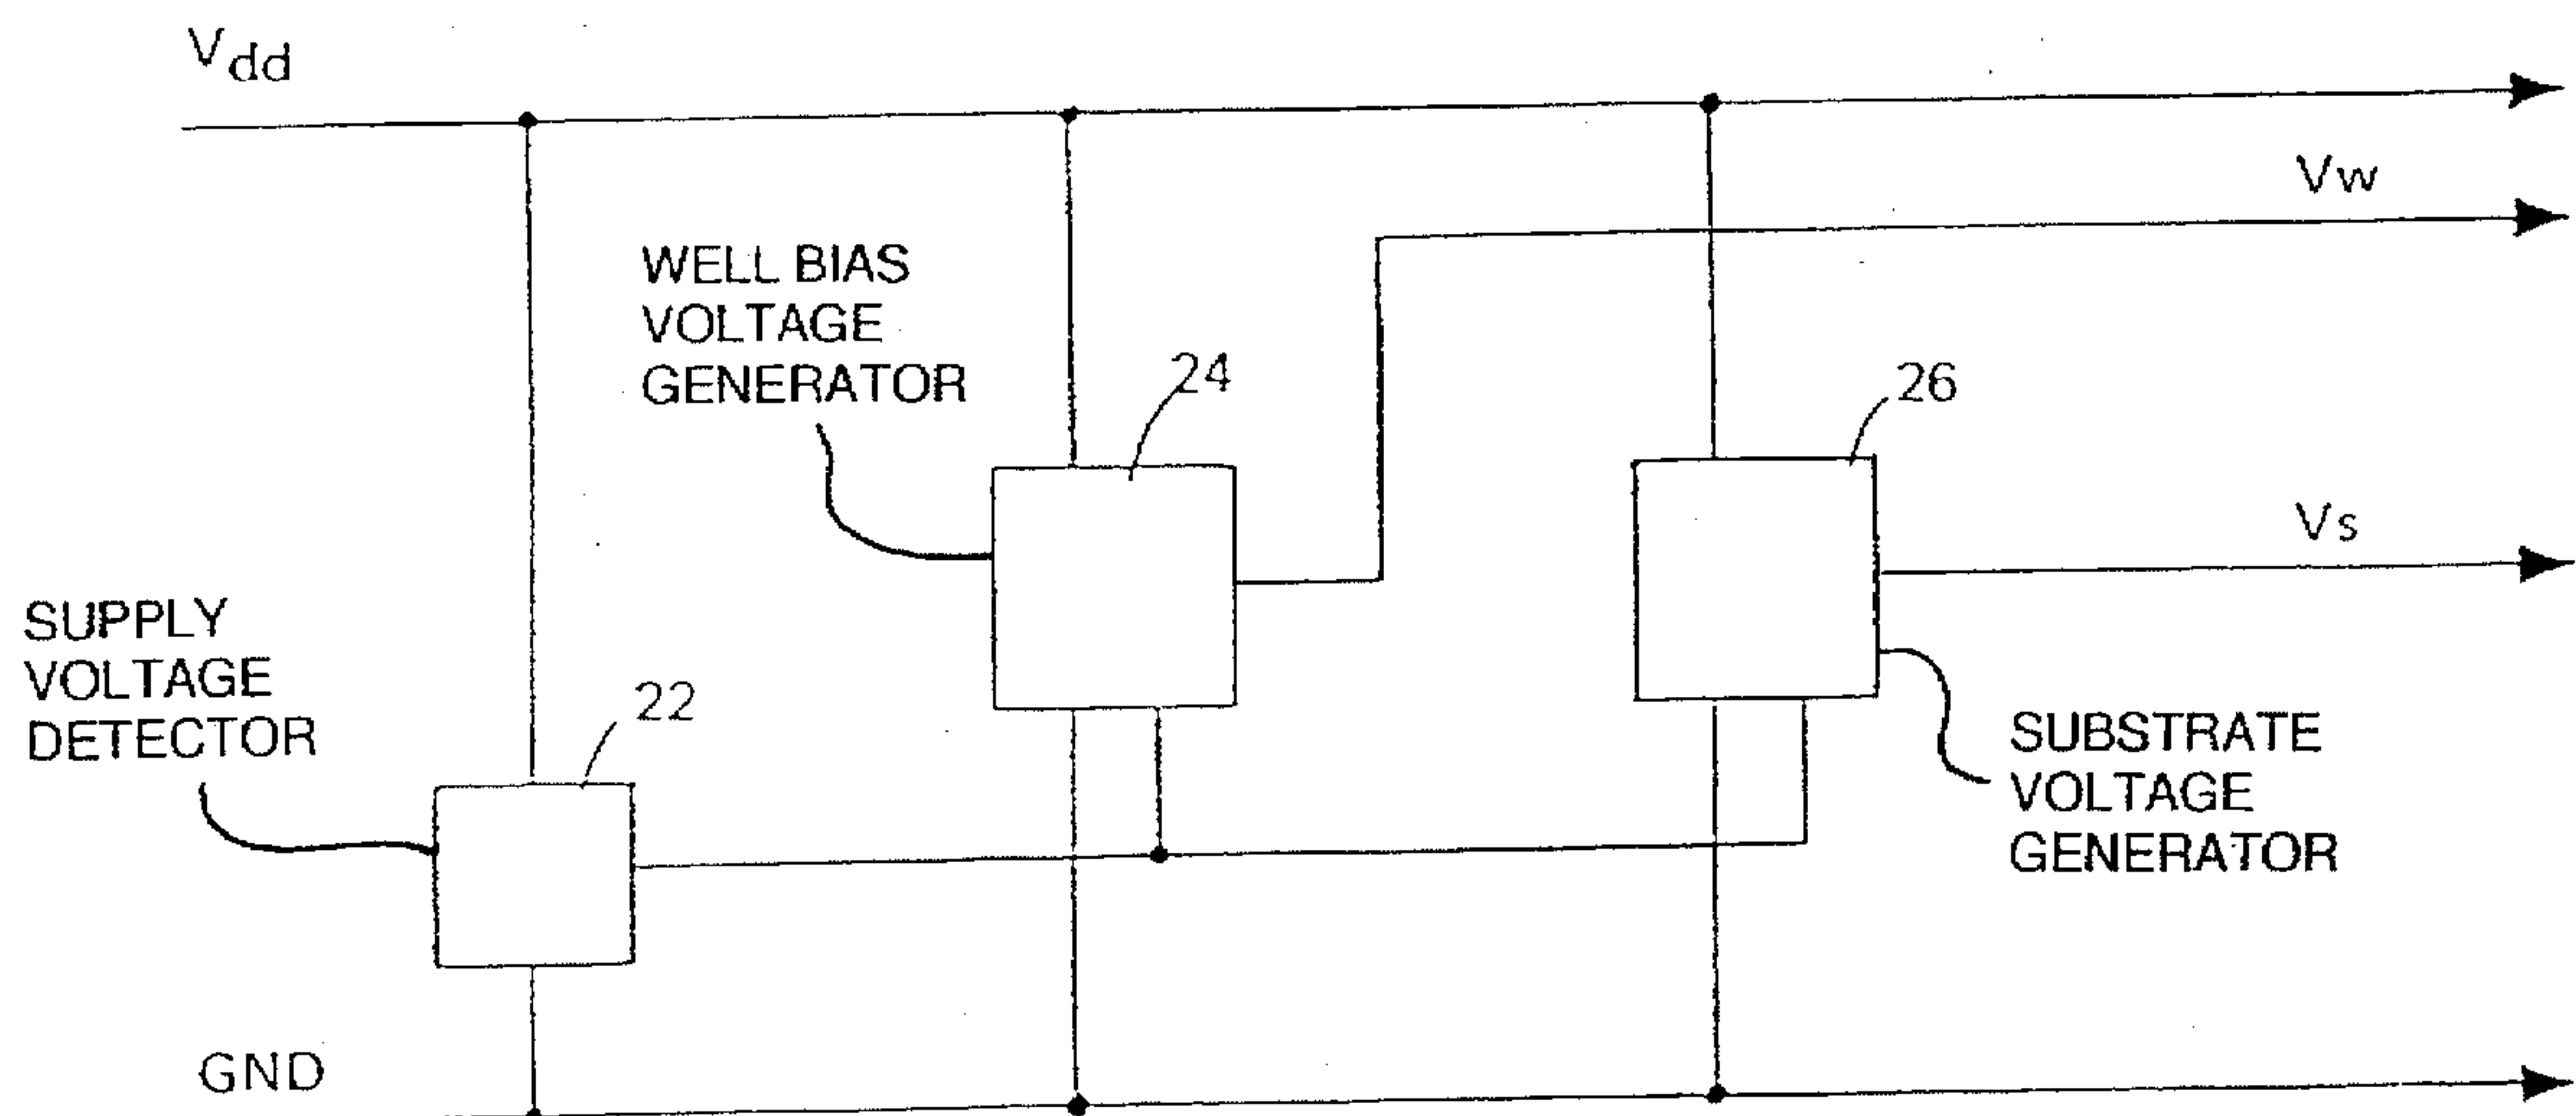 Vdd
Vw
WELL BIAS
VOLTAGE
GENERATOR
24
26
Vs
SUPPLY
VOLTAGE
DETECTOR
22
SUBSTRATE
VOLTAGE
GENERATOR
GND